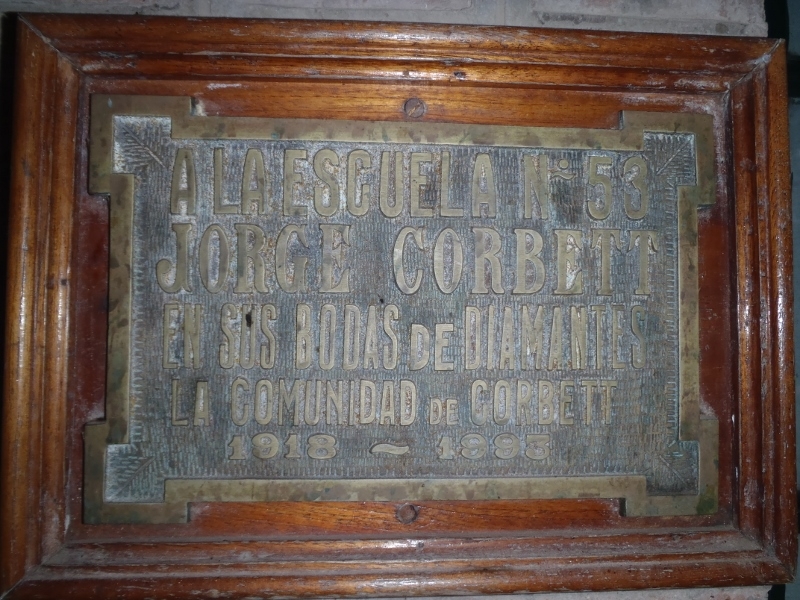 A LA ESCUELA Nº 53
JORGE CORBETT
EN SUS BODAS DE DIAMANTES
LA COMUNIDAD DE CORBETT
1918 ~ 1993